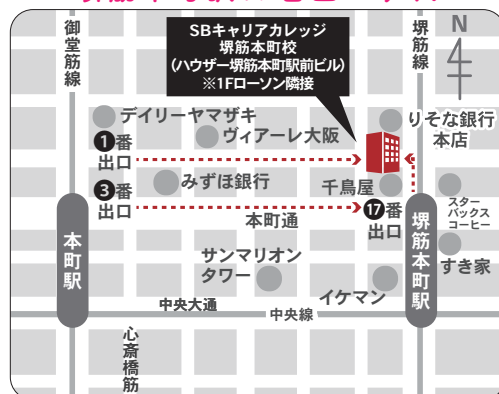 SBキャリアカレッジ
堺筋本町校
(ハウザー堺筋本町駅前ビル)
※1Fローソン隣接
御堂筋線
堺筋線
N
デイリーヤマザキ
りそな銀行
本店
❶番
出口
ヴィアーレ大阪
❸番
出口
みずほ銀行
千鳥屋
⓱番
出口
スター
バックス
コーヒー
本町通
本町駅
堺筋本町駅
サンマリオン
タワー
イケマン
すき家
中央大通
中央線
心斎橋筋